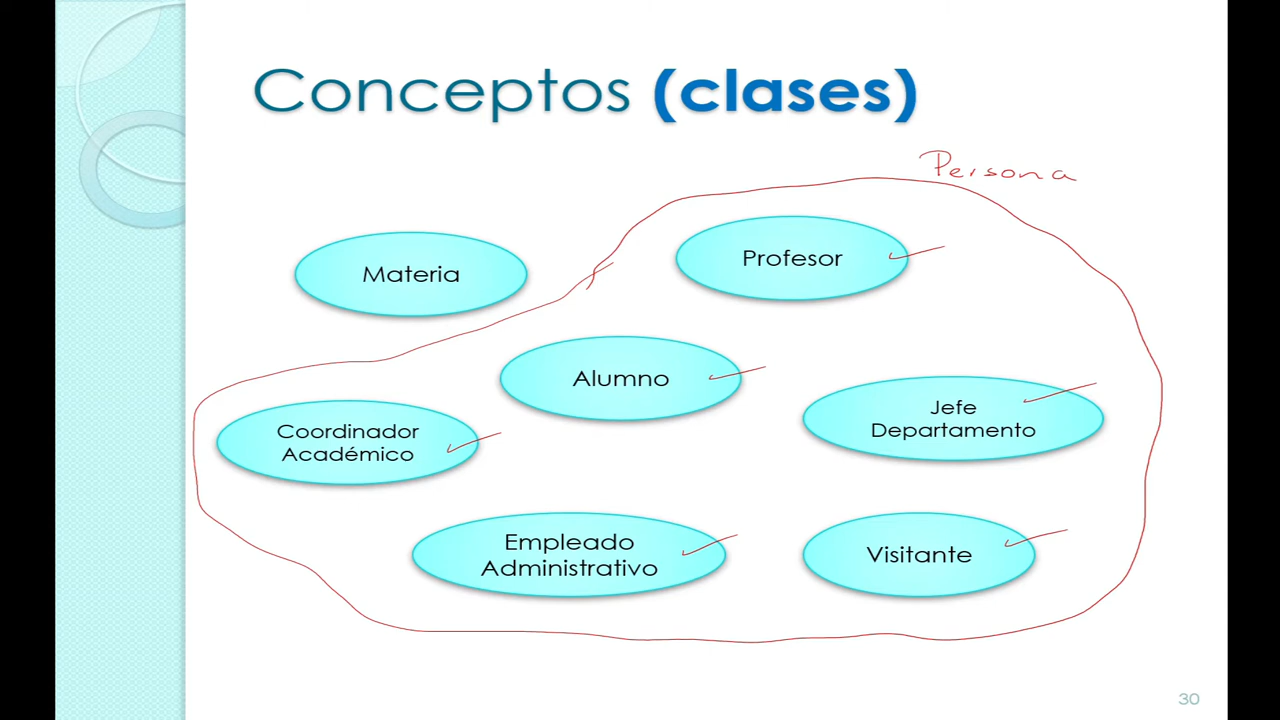 Conceptos (clases)
Persona
Profesor
Materia
Alumno
Jefe
Departamento
Coordinador
Académico
Empleado
Administrativo
Visitante
30